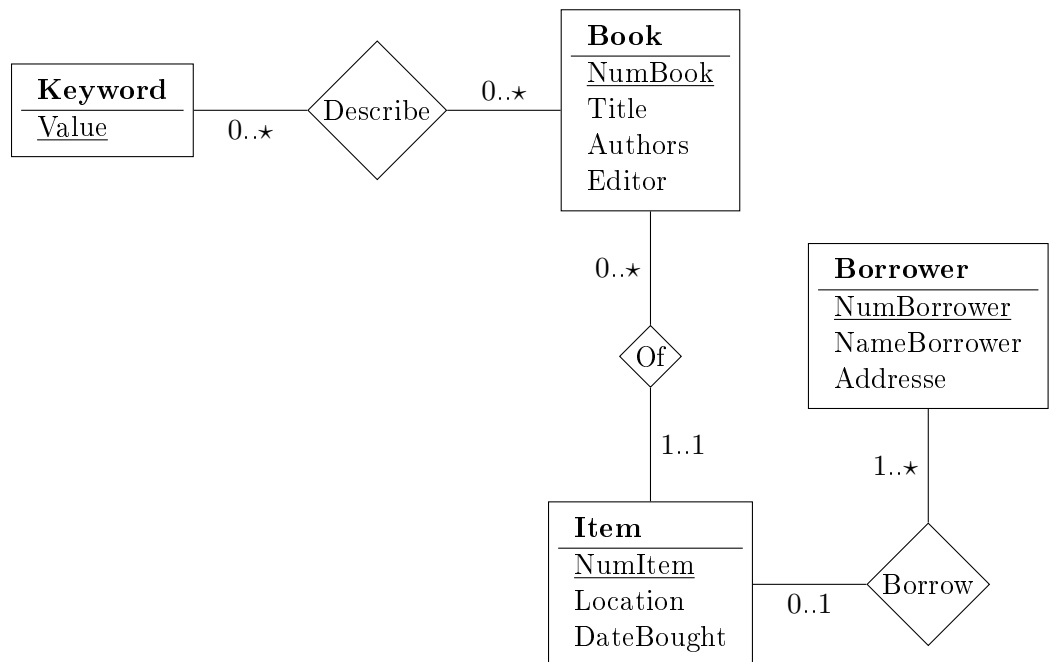 Keyword
Value
0..⋆
Describe
0..⋆
Book
NumBook
Title
Authors
Editor
0..⋆
Of
1..1
Borrower
NumBorrower
NameBorrower
Addresse
1..⋆
Item
NumItem
Location
DateBought
0..1
Borrow